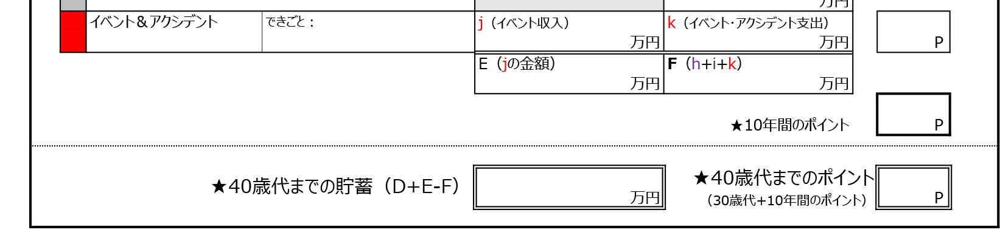 万円
イベント＆アクシデント
できごと：
j（イベント収入）
万円
k（イベント・アクシデント支出）
万円
P
E（jの金額）
万円
F（h+i+k）
万円
★10年間のポイント
P
★40歳代までの貯蓄（D+E-F）
万円
★40歳代までのポイント
（30歳代+10年間のポイント）
P